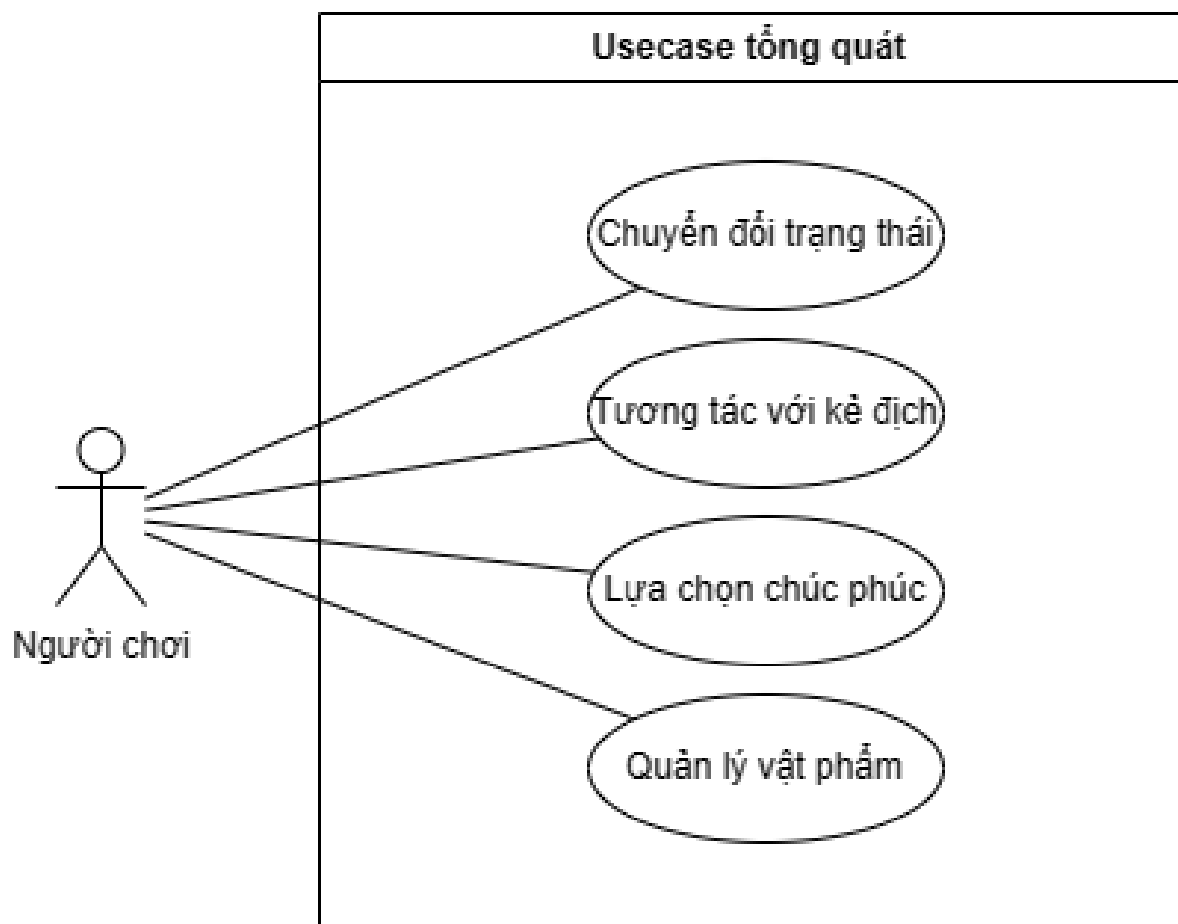 Usecase tổng quát
Chuyển đổi trạng thái
Tương tác với kẻ địch
Lựa chọn chúc phúc
Quản lý vật phẩm
Người chơi